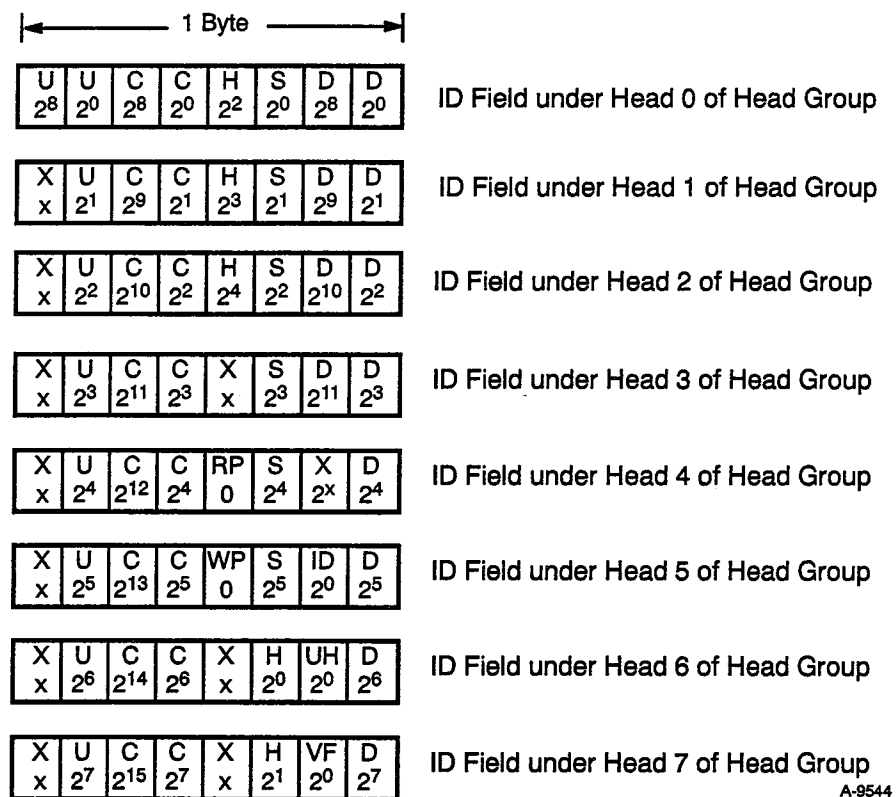 1 Byte
U U C C H S D D
2⁸ 2⁰ 2⁸ 2⁰ 2² 2⁰ 2⁸ 2⁰
ID Field under Head 0 of Head Group
X U C C H S D D
x 2¹ 2⁹ 2¹ 2³ 2¹ 2⁹ 2¹
ID Field under Head 1 of Head Group
X U C C H S D D
x 2² 2¹⁰ 2² 2⁴ 2² 2¹⁰ 2²
ID Field under Head 2 of Head Group
X U C C X S D D
x 2³ 2¹¹ 2³ x 2³ 2¹¹ 2³
ID Field under Head 3 of Head Group
X U C C RP S X D
x 2⁴ 2¹² 2⁴ 0 2⁴ 2ˣ 2⁴
ID Field under Head 4 of Head Group
X U C C WP S ID D
x 2⁵ 2¹³ 2⁵ 0 2⁵ 2⁰ 2⁵
ID Field under Head 5 of Head Group
X U C C X H UH D
x 2⁶ 2¹⁴ 2⁶ x 2⁰ 2⁰ 2⁶
ID Field under Head 6 of Head Group
X U C C X H VF D
x 2⁷ 2¹⁵ 2⁷ x 2¹ 2⁰ 2⁷
ID Field under Head 7 of Head Group
A-9544